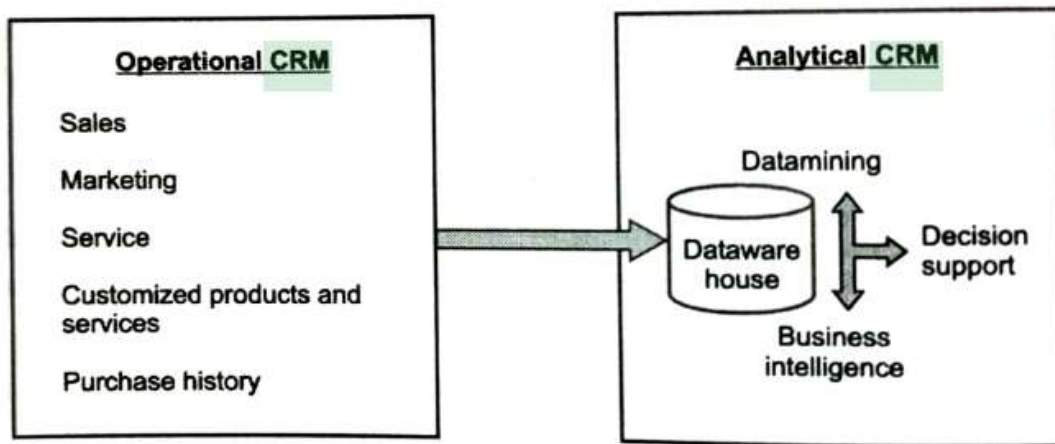 Operational CRM
Sales
Marketing
Service
Customized products and
services
Purchase history
Analytical CRM
Datamining
Dataware
house
Decision
support
Business
intelligence